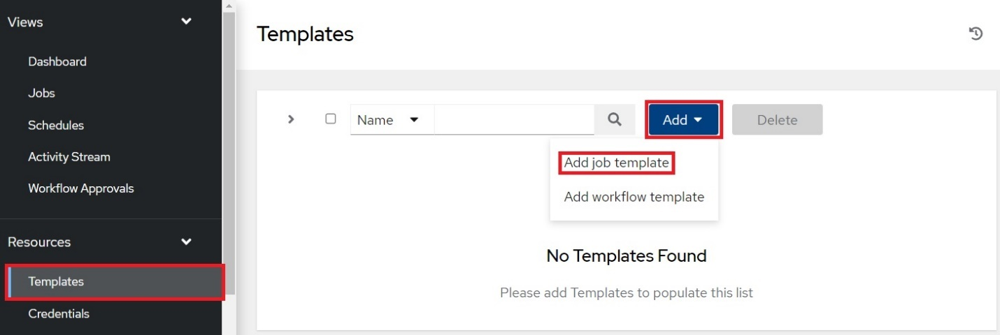 Views
Dashboard
Jobs
Schedules
Activity Stream
Workflow Approvals
Resources
Templates
Credentials
Templates
Name
Add
Delete
Add job template
Add workflow template
No Templates Found
Please add Templates to populate this list